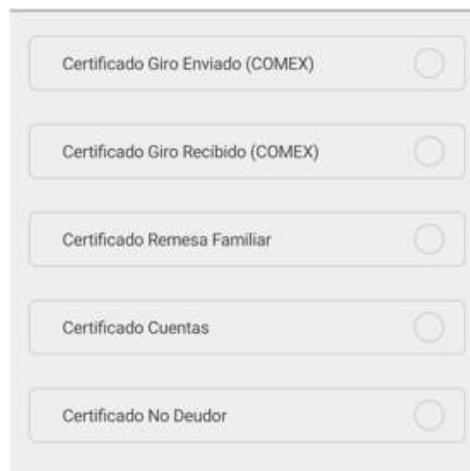 Certificado Giro Enviado (COMEX)
Certificado Giro Recibido (COMEX)
Certificado Remesa Familiar
Certificado Cuentas
Certificado No Deudor